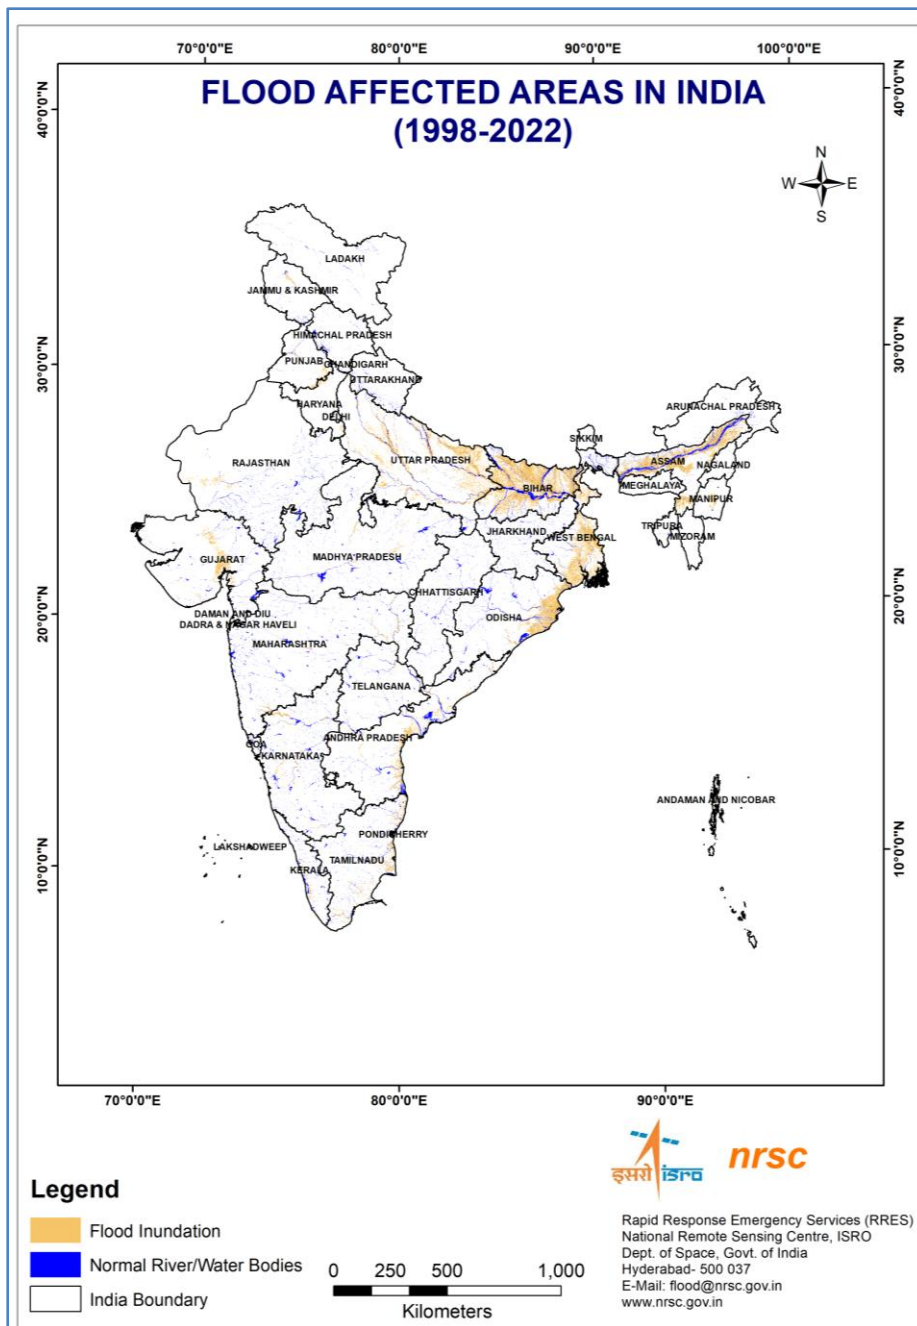 70°0'0"E 80°0'0"E 90°0'0"E 100°0'0"E
FLOOD AFFECTED AREAS IN INDIA
(1998-2022)
40°0'0"N
40°0'0"N
N
W E
S
LADAKH
JAMMU & KASHMIR
HIMACHAL PRADESH
PUNJAB
CHANDIGARH
UTTARAKHAND
30°0'0"N
30°0'0"N
HARYANA
DELHI
ARUNACHAL PRADESH
SIKKIM
RAJASTHAN
UTTAR PRADESH
ASSAM
NAGALAND
BIHAR
MEGHALAYA
MANIPUR
TRIPURA
MIZORAM
JHARKHAND
WEST BENGAL
GUJARAT
MADHYA PRADESH
CHHATTISGARH
20°0'0"N
20°0'0"N
DAMAN AND DIU
DADRA & NAGAR HAVELI
ODISHA
MAHARASHTRA
TELANGANA
GOA
KARNATAKA
ANDHRA PRADESH
ANDAMAN AND NICOBAR
PONDICHERRY
LAKSHADWEEP
TAMILNADU
KERALA
10°0'0"N
10°0'0"N
70°0'0"E 80°0'0"E 90°0'0"E
इसरो isro
nrsc
Legend
Flood Inundation
Normal River/Water Bodies
India Boundary
0 250 500 1,000
Kilometers
Rapid Response Emergency Services (RRES)
National Remote Sensing Centre, ISRO
Dept. of Space, Govt. of India
Hyderabad- 500 037
E-Mail: flood@nrsc.gov.in
www.nrsc.gov.in